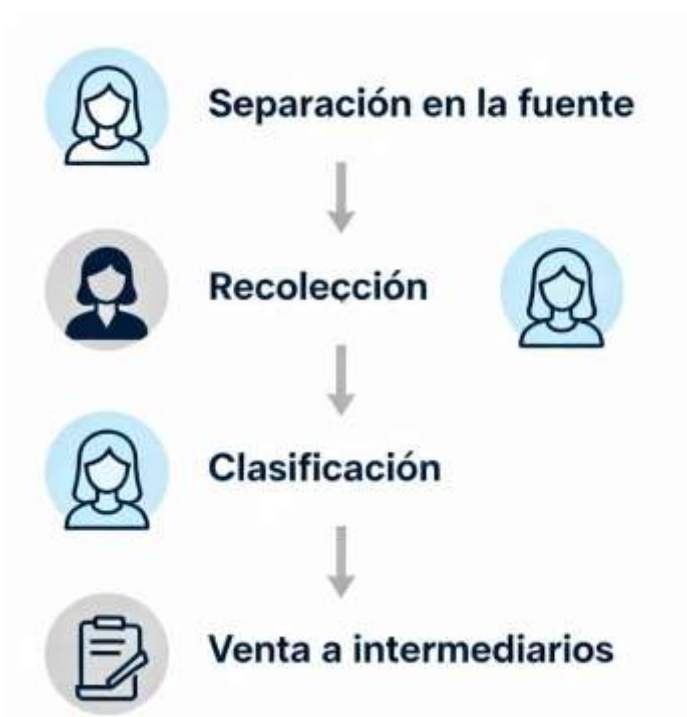 Separación en la fuente
Recolección
Clasificación
Venta a intermediarios